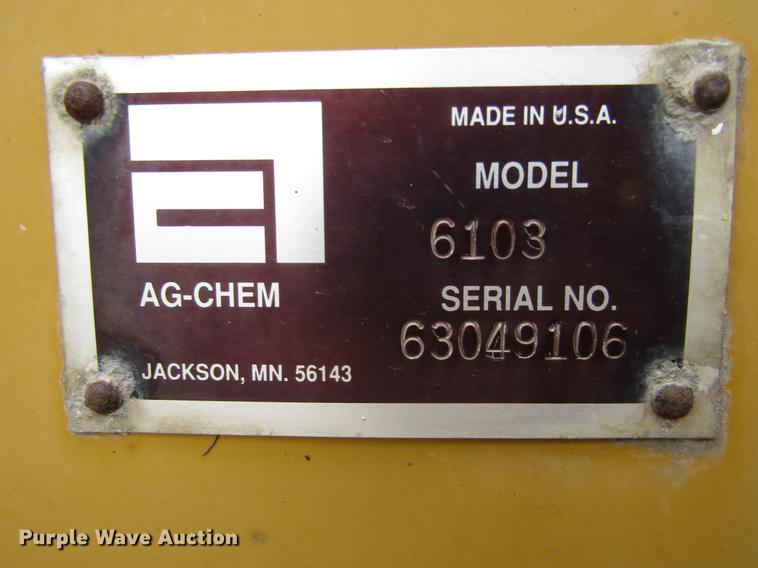 MADE IN U.S.A.
MODEL
6103
AG-CHEM
SERIAL NO.
63049106
JACKSON, MN. 56143
Purple Wave Auction